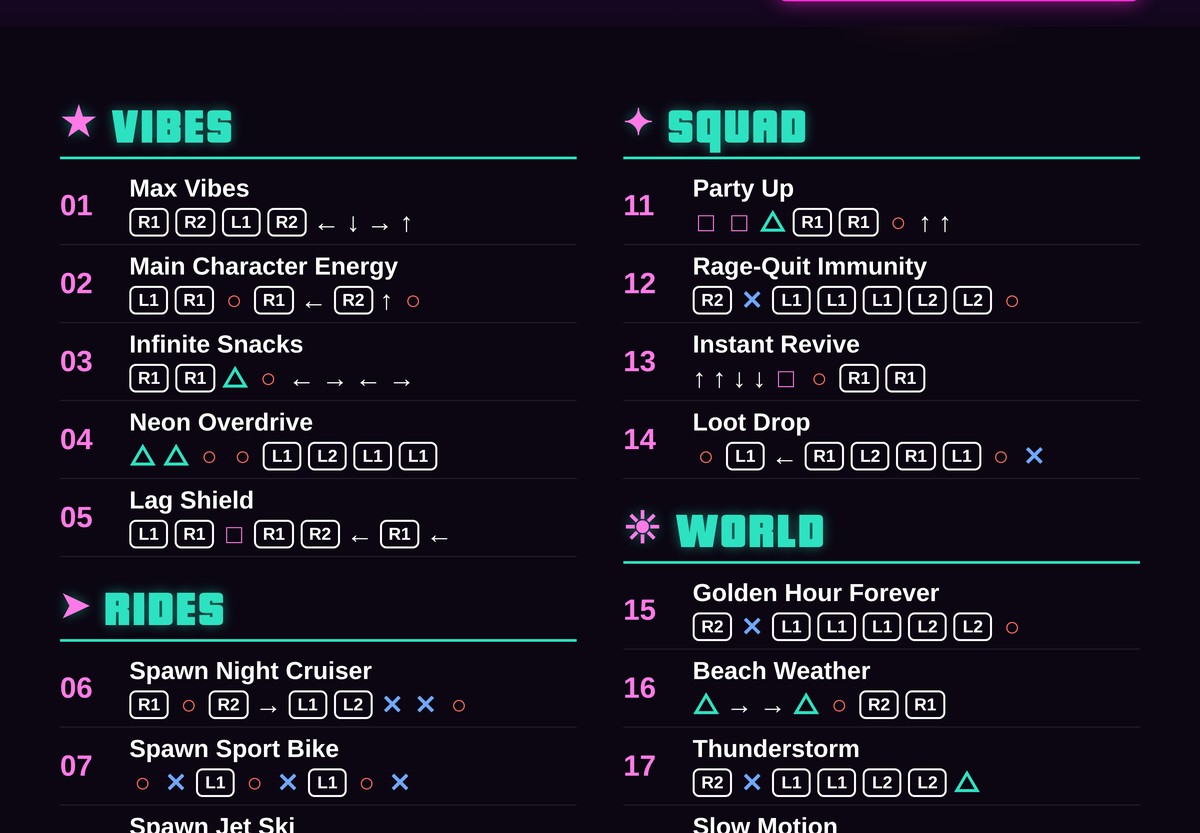 ★ VIBES
01
Max Vibes
R1 R2 L1 R2 ← ↓ → ↑
02
Main Character Energy
L1 R1 ○ R1 ← R2 ↑ ○
03
Infinite Snacks
R1 R1 △ ○ ← → ← →
04
Neon Overdrive
△ △ ○ ○ L1 L2 L1 L1
05
Lag Shield
L1 R1 □ R1 R2 ← R1 ←
➤ RIDES
06
Spawn Night Cruiser
R1 ○ R2 → L1 L2 ✕ ✕ ○
07
Spawn Sport Bike
○ ✕ L1 ○ ✕ L1 ○ ✕
Spawn Jet Ski
✦ SQUAD
11
Party Up
□ □ △ R1 R1 ○ ↑ ↑
12
Rage-Quit Immunity
R2 ✕ L1 L1 L1 L2 L2 ○
13
Instant Revive
↑ ↑ ↓ ↓ □ ○ R1 R1
14
Loot Drop
○ L1 ← R1 L2 R1 L1 ○ ✕
☀ WORLD
15
Golden Hour Forever
R2 ✕ L1 L1 L1 L2 L2 ○
16
Beach Weather
△ → → △ ○ R2 R1
17
Thunderstorm
R2 ✕ L1 L1 L2 L2 △
Slow Motion